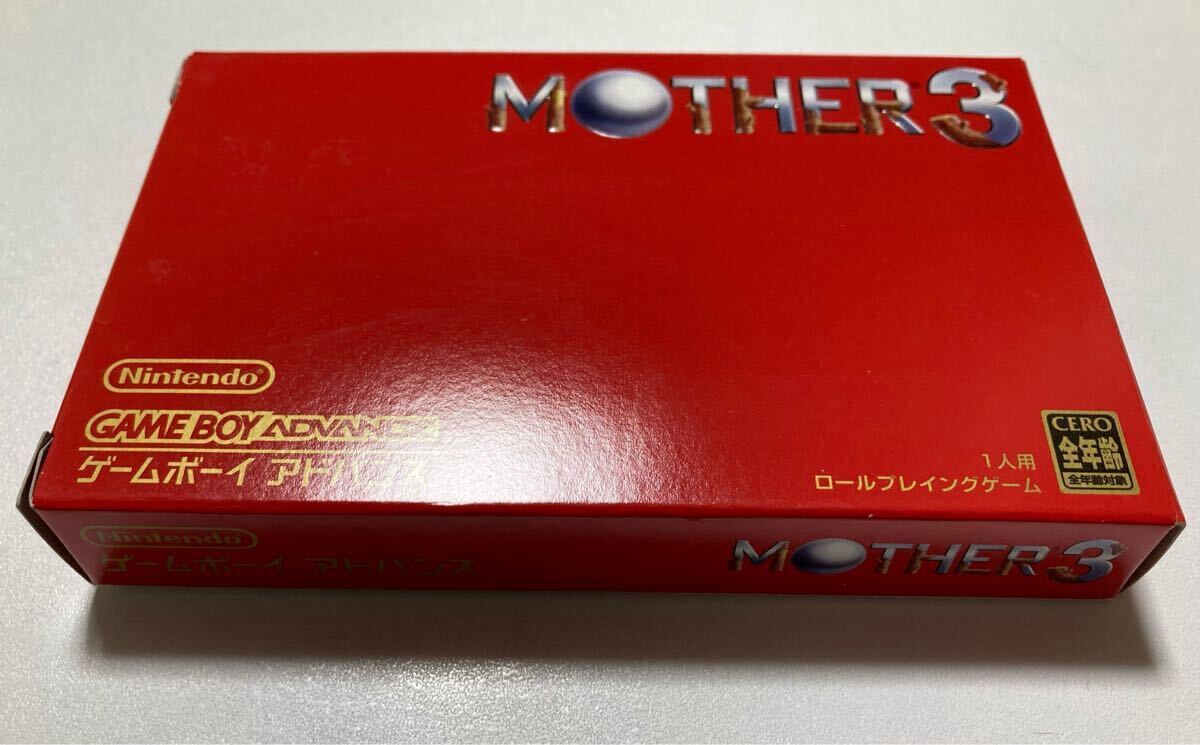 MOTHER3
Nintendo
GAME BOY ADVANCE
ゲームボーイ アドバンス
1人用
ロールプレイングゲーム
CERO
全年齢
全年齢対象
Nintendo
ゲームボーイ アドバンス
MOTHER3